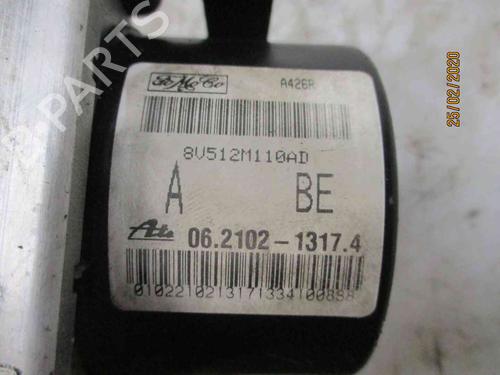 FoMoCo A426R
8V512M110AD
A BE
Ate 06.2102-1317.4
25/02/2020
B-PARTS